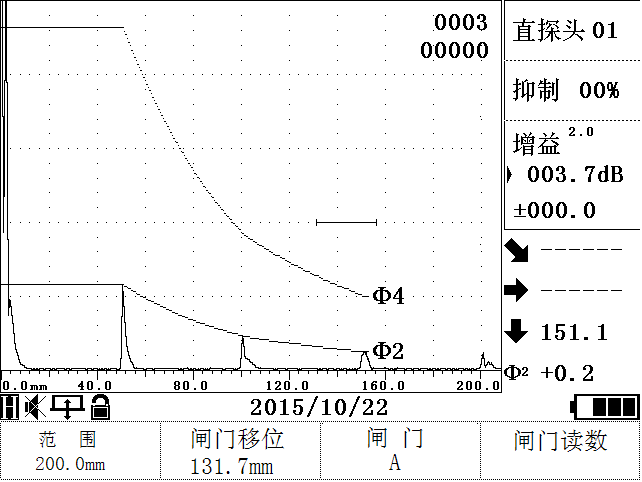 0003
00000
直探头 01
抑制 00%
增益 2.0
003.7dB
±000.0
------
------
151.1
Φ2 +0.2
Φ4
Φ2
0.0mm 40.0 80.0 120.0 160.0 200.0
2015/10/22
范 围
200.0mm
闸门移位
131.7mm
闸 门
A
闸门读数